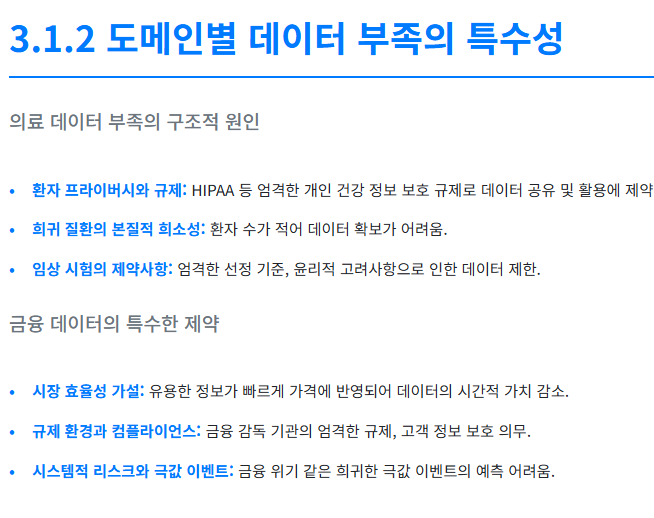 3.1.2 도메인별 데이터 부족의 특수성
의료 데이터 부족의 구조적 원인
• 환자 프라이버시와 규제: HIPAA 등 엄격한 개인 건강 정보 보호 규제로 데이터 공유 및 활용에 제약
• 희귀 질환의 본질적 희소성: 환자 수가 적어 데이터 확보가 어려움.
• 임상 시험의 제약사항: 엄격한 선정 기준, 윤리적 고려사항으로 인한 데이터 제한.
금융 데이터의 특수한 제약
• 시장 효율성 가설: 유용한 정보가 빠르게 가격에 반영되어 데이터의 시간적 가치 감소.
• 규제 환경과 컴플라이언스: 금융 감독 기관의 엄격한 규제, 고객 정보 보호 의무.
• 시스템적 리스크와 극값 이벤트: 금융 위기 같은 희귀한 극값 이벤트의 예측 어려움.